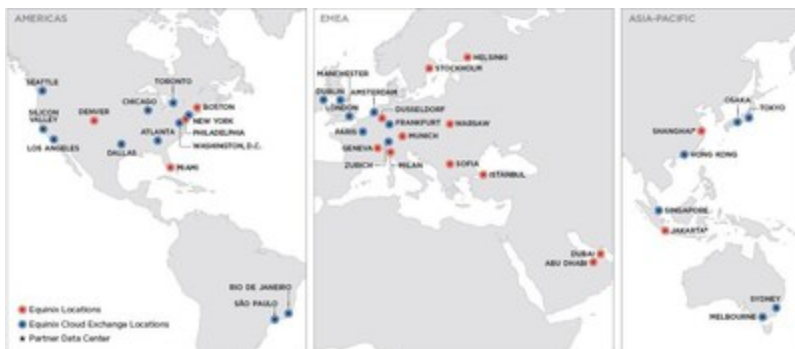 AMERICAS
SEATTLE
SILICON
VALLEY
LOS ANGELES
DENVER
DALLAS
CHICAGO
TORONTO
ATLANTA
BOSTON
NEW YORK
PHILADELPHIA
WASHINGTON, D.C.
MIAMI
RIO DE JANEIRO
SÃO PAULO
Equinix Locations
Equinix Cloud Exchange Locations
* Partner Data Center
EMEA
HELSINKI
STOCKHOLM
MANCHESTER
DUBLIN
AMSTERDAM
LONDON
DUSSELDORF
FRANKFURT
WARSAW
PARIS
MUNICH
GENEVA
ZURICH
MILAN
SOFIA
ISTANBUL
DUBAI
ABU DHABI
ASIA-PACIFIC
OSAKA
TOKYO
SHANGHAI*
HONG KONG
SINGAPORE
JAKARTA*
SYDNEY
MELBOURNE